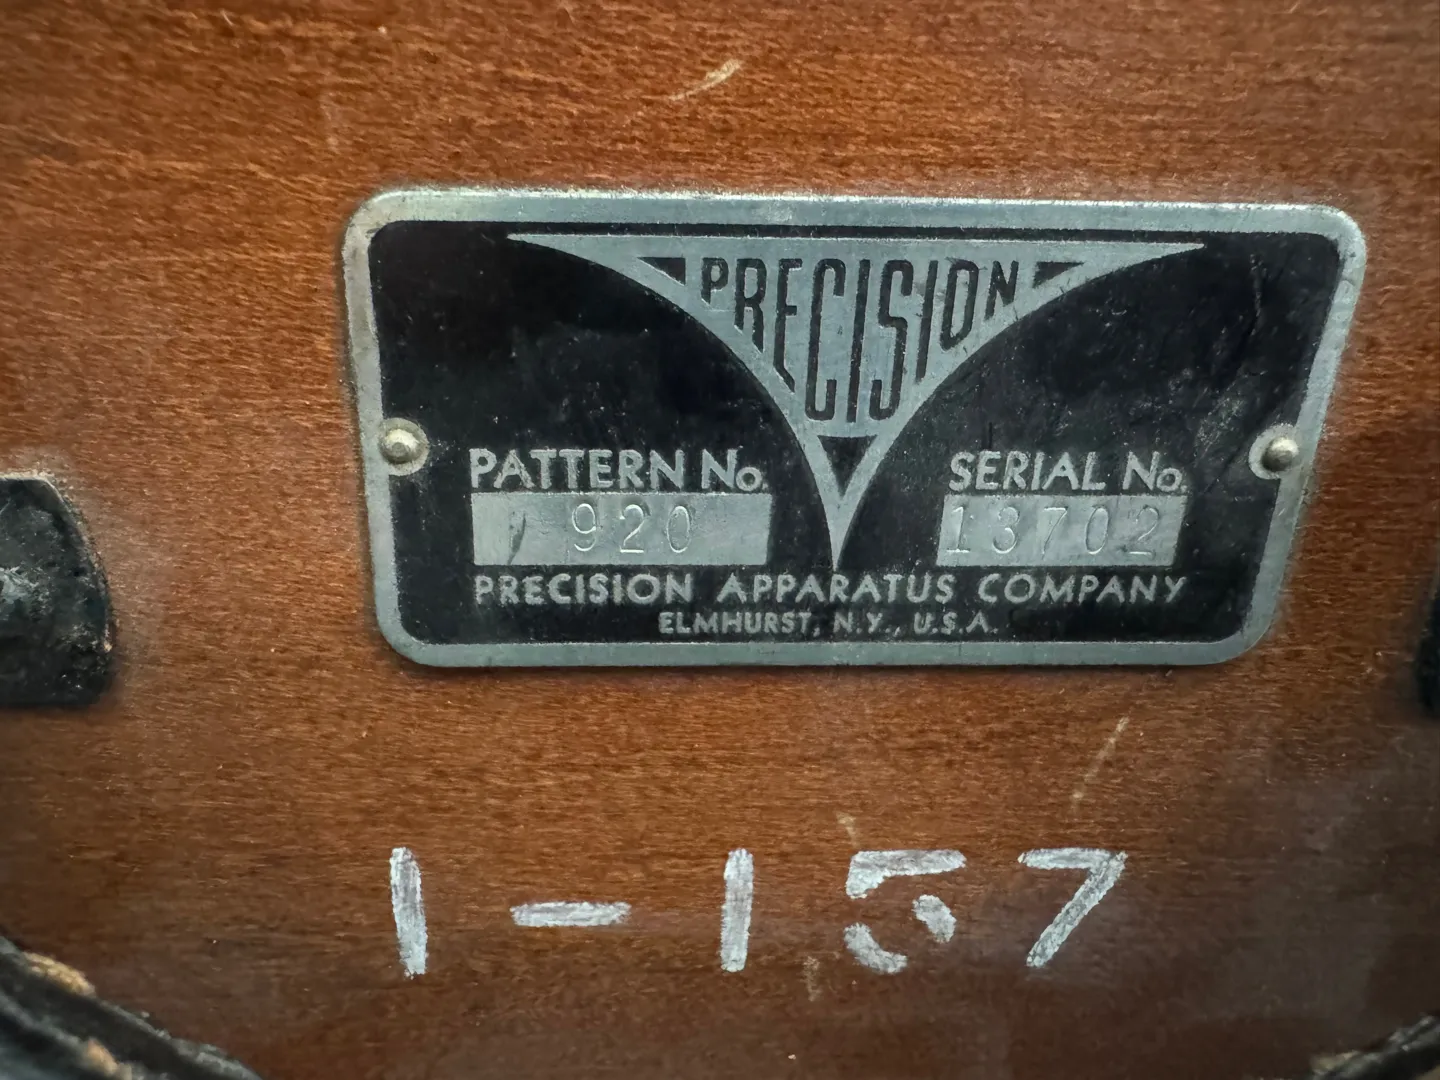 PRECISION
PATTERN No. SERIAL No.
920 13702
PRECISION APPARATUS COMPANY
ELMHURST, N.Y., U.S.A.
1-157